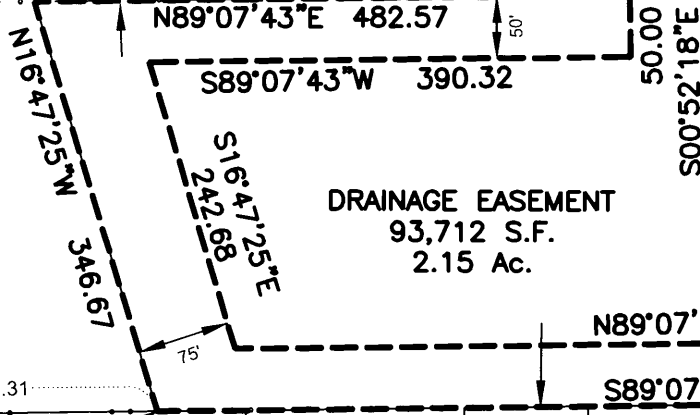 N89°07'43"E 482.57
50'
50.00
S00°52'18"E
S89°07'43"W 390.32
N16°47'25"W 346.67
S16°47'25"E
242.68
DRAINAGE EASEMENT
93,712 S.F.
2.15 Ac.
N89°07'
75'
.31
S89°07